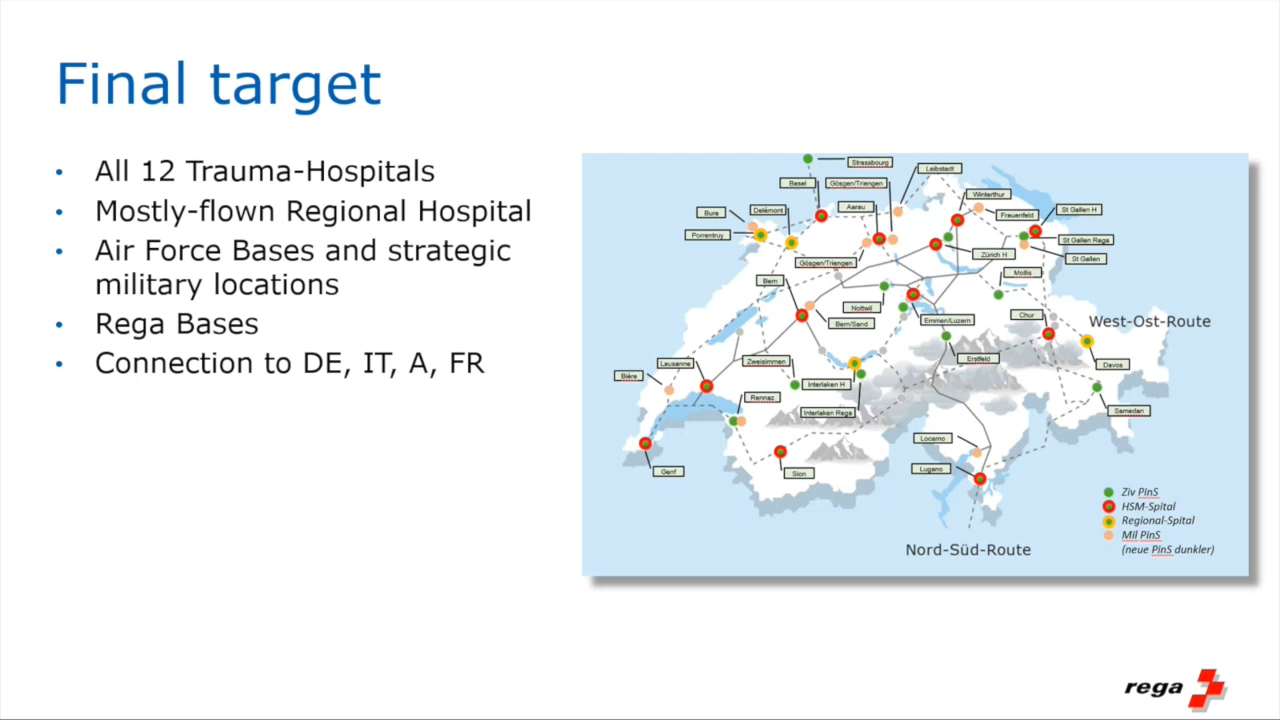 Final target
• All 12 Trauma-Hospitals
• Mostly-flown Regional Hospital
• Air Force Bases and strategic
military locations
• Rega Bases
• Connection to DE, IT, A, FR
Strasbourg
Leibstadt
Basel
Gösgen/Triengen
Winterthur
Bure
Delémont
Aarau
Frauenfeld
St Gallen H
Porrentruy
St Gallen Rega
Gösgen/Triengen
Zürich H
St Gallen
Bern
Mollis
Nottwil
Bern/Sand
Emmen/Luzern
Chur
West-Ost-Route
Lausanne
Zweisimmen
Erstfeld
Davos
Bière
Interlaken H
Rennaz
Interlaken Rega
Samedan
Locarno
Genf
Sion
Lugano
Ziv PinS
HSM-Spital
Regional-Spital
Mil PinS
(neue PinS dunkler)
Nord-Süd-Route
rega